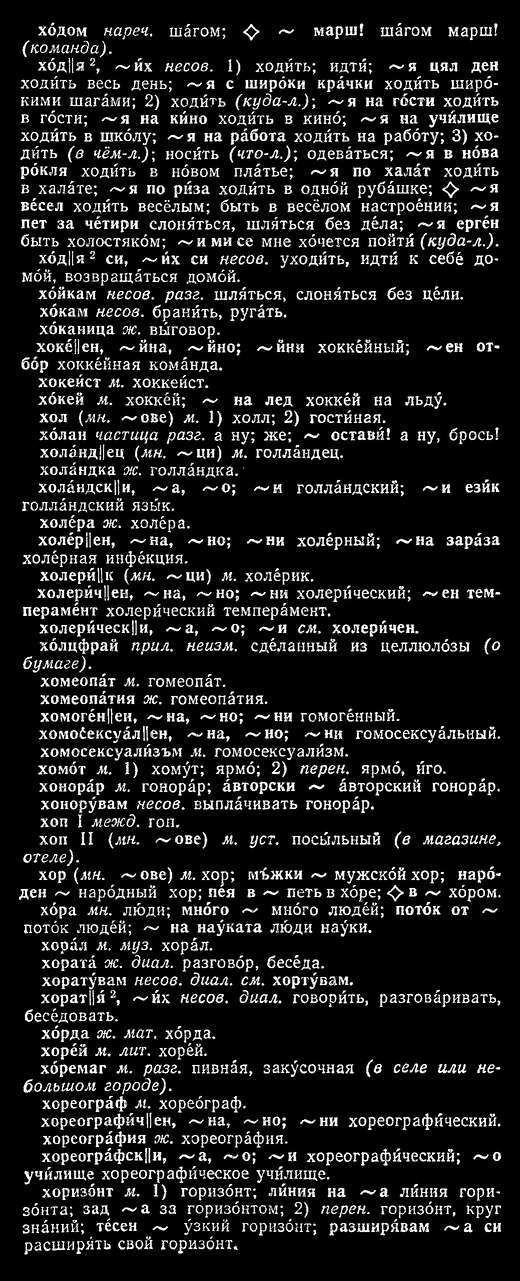 хо́дом нареч. ша́гом; ◇ ~ марш! ша́гом марш!
(команда).
хо́д||я², ~их несов. 1) ходи́ть; идти́; ~я цял ден
ходи́ть весь день; ~я с широ́ки кра́чки ходи́ть широ́-
кими шага́ми; 2) ходи́ть (куда-л.); ~я на го́сти ходи́ть
в го́сти; ~я на ки́но ходи́ть в кино́; ~я на учи́лище
ходи́ть в шко́лу; ~я на ра́бота ходи́ть на рабо́ту; 3) хо-
ди́ть (в чём-л.); носи́ть (что-л.); одева́ться; ~я в но́ва
ро́кля ходи́ть в но́вом пла́тье; ~я по хала́т ходи́ть
в хала́те; ~я по ри́за ходи́ть в одно́й руба́шке; ◇ ~я
ве́сел ходи́ть весёлым; быть в весёлом настрое́нии; ~я
пет за че́тири слоня́ться, шля́ться без де́ла; ~я ерге́н
быть холостяко́м; ~и ми се мне хо́чется пойти́ (куда-л.).
хо́д||я² си, ~их си несов. уходи́ть, идти́ к себе́ до-
мо́й, возвраща́ться домо́й.
хо́йкам несов. разг. шля́ться, слоня́ться без це́ли.
хо́кам несов. брани́ть, руга́ть.
хо́каница ж. вы́говор.
хоке́||ен, ~йна, ~йно; ~йни хокке́йный; ~ен от-
бо́р хокке́йная кома́нда.
хокеи́ст м. хоккеи́ст.
хо́кей м. хокке́й; ~ на лед хокке́й на льду́.
хол (мн. ~ове) м. 1) холл; 2) гости́ная.
хо́лан частица разг. а ну; же; ~ остави́! а ну, брось!
хола́нд||ец (мн. ~ци) м. голла́ндец.
хола́ндка ж. голла́ндка.
хола́ндск||и, ~а, ~о; ~и голла́ндский; ~и ези́к
голла́ндский язы́к.
холе́ра ж. холе́ра.
холе́р||ен, ~на, ~но; ~ни холе́рный; ~на зара́за
холе́рная инфе́кция.
холери́||к (мн. ~ци) м. холе́рик.
холери́ч||ен, ~на, ~но; ~ни холери́ческий; ~ен тем-
пераме́нт холери́ческий темпера́мент.
холери́ческ||и, ~а, ~о; ~и см. холери́чен.
хо́лцфрай прил. неизм. сде́ланный из целлюло́зы (о
бумаге).
хомеопа́т м. гомеопа́т.
хомеопа́тия ж. гомеопа́тия.
хомоге́н||ен, ~на, ~но; ~ни гомоге́нный.
хомосексуа́л||ен, ~на, ~но; ~ни гомосексуа́льный.
хомосексуали́зъм м. гомосексуали́зм.
хомо́т м. 1) хому́т; ярмо́; 2) перен. ярмо́, и́го.
хонора́р м. гонора́р; а́вторски ~ а́вторский гонора́р.
хонору́вам несов. выпла́чивать гонора́р.
хоп I межд. гоп.
хоп II (мн. ~ове) м. уст. посы́льный (в магазине,
отеле).
хор (мн. ~ове) м. хор; мъ́жки ~ мужско́й хор; наро́-
ден ~ наро́дный хор; пе́я в ~ петь в хо́ре; ◇ в ~ хо́ром.
хо́ра мн. лю́ди; мно́го ~ мно́го люде́й; пото́к от ~
пото́к люде́й; ~ на нау́ката лю́ди нау́ки.
хора́л м. муз. хора́л.
хората́ ж. диал. разгово́р, бесе́да.
хорату́вам несов. диал. см. хорту́вам.
хорат||я́², ~и́х несов. диал. говори́ть, разгова́ривать,
бесе́довать.
хо́рда ж. мат. хо́рда.
хоре́й м. лит. хоре́й.
хо́ремаг м. разг. пивна́я, заку́сочная (в селе или не-
большом городе).
хореогра́ф м. хорео́граф.
хореографи́ч||ен, ~на, ~но; ~ни хореографи́ческий.
хореогра́фия ж. хореогра́фия.
хореогра́фск||и, ~а, ~о; ~и хореографи́ческий; ~о
учи́лище хореографи́ческое учи́лище.
хоризо́нт м. 1) горизо́нт; ли́ния на ~а ли́ния гори-
зо́нта; зад ~а за горизо́нтом; 2) перен. горизо́нт, круг
зна́ний; те́сен ~ у́зкий горизо́нт; разширя́вам ~а си
расширя́ть свой горизо́нт.